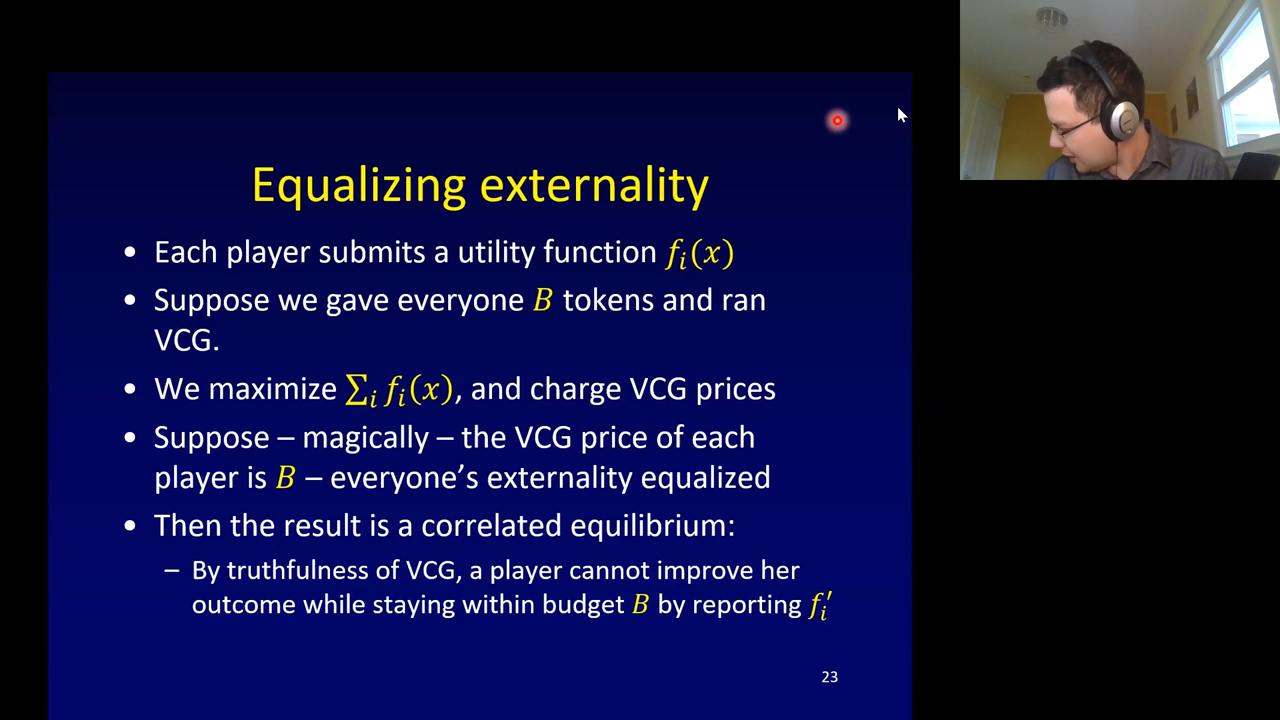 Equalizing externality
• Each player submits a utility function fᵢ(x)
• Suppose we gave everyone B tokens and ran
VCG.
• We maximize ∑ᵢ fᵢ(x), and charge VCG prices
• Suppose – magically – the VCG price of each
player is B – everyone’s externality equalized
• Then the result is a correlated equilibrium:
– By truthfulness of VCG, a player cannot improve her
outcome while staying within budget B by reporting fᵢ′
23